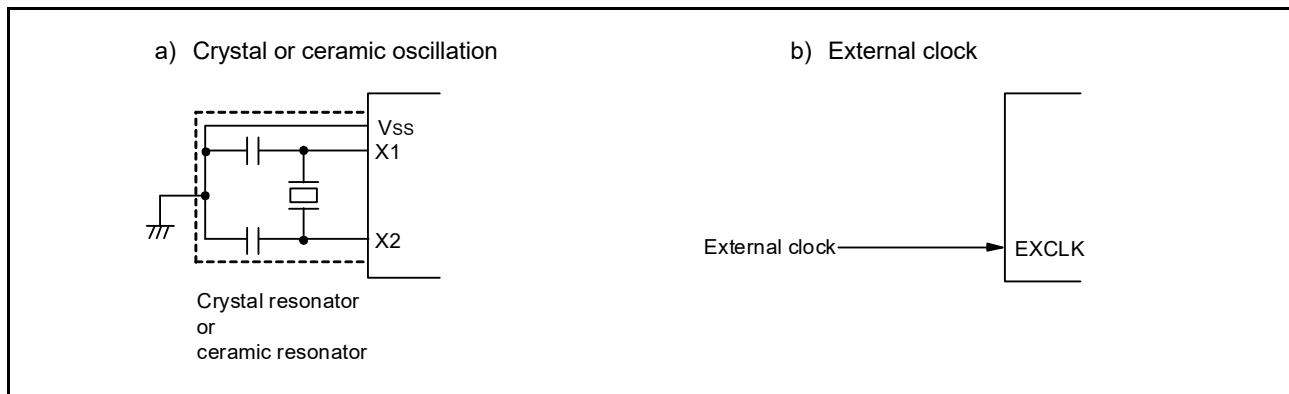 a) Crystal or ceramic oscillation
Vss
X1
X2
Crystal resonator
or
ceramic resonator
b) External clock
External clock
EXCLK